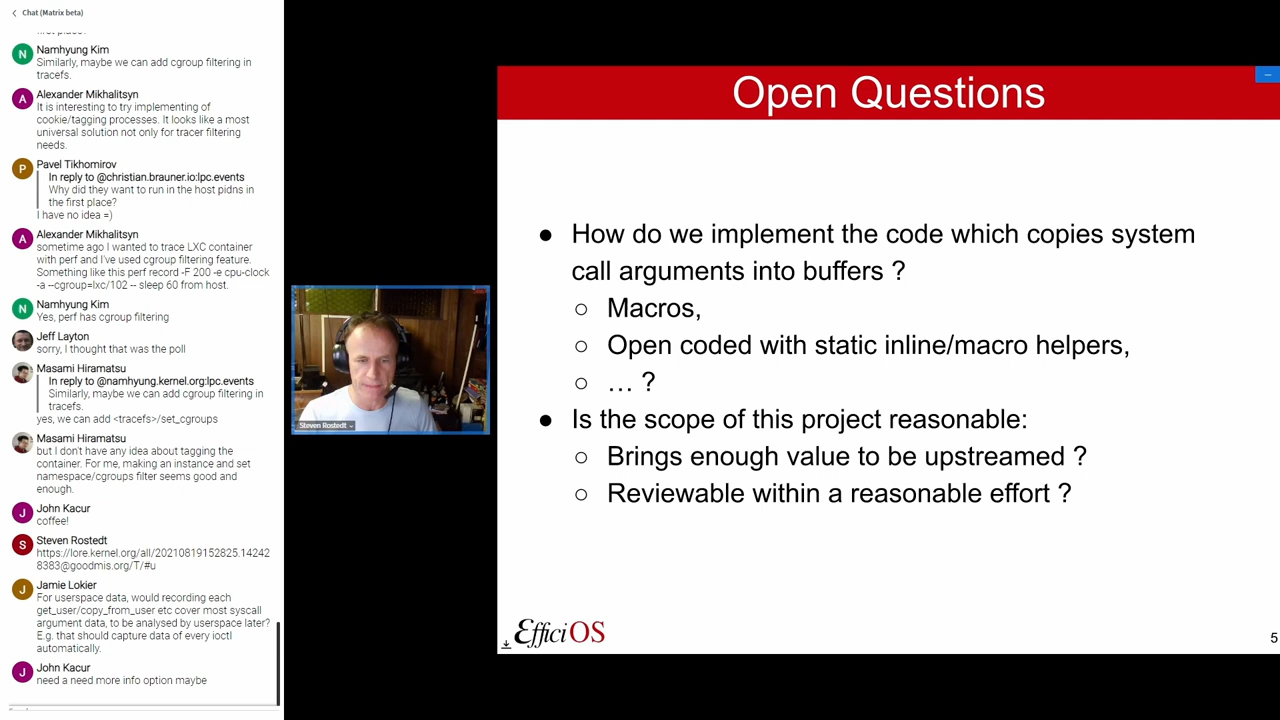 Chat (Matrix beta)
Namhyung Kim
Similarly, maybe we can add cgroup filtering in
tracefs.
Alexander Mikhalitsyn
It is interesting to try implementing of
cookie/tagging processes. It looks like a most
universal solution not only for tracer filtering
needs.
Pavel Tikhomirov
In reply to @christian.brauner.io:lpc.events
Why did they want to run in the host pidns in
the first place?
I have no idea =)
Alexander Mikhalitsyn
sometime ago I wanted to trace LXC container
with perf and I've used cgroup filtering feature.
Something like this perf record -F 200 -e cpu-clock
-a --cgroup=lxc/102 -- sleep 60 from host.
Namhyung Kim
Yes, perf has cgroup filtering
Jeff Layton
sorry, I thought that was the poll
Masami Hiramatsu
In reply to @namhyung.kernel.org:lpc.events
Similarly, maybe we can add cgroup filtering in
tracefs.
yes, we can add <tracefs>/set_cgroups
Masami Hiramatsu
but I don't have any idea about tagging the
container. For me, making an instance and set
namespace/cgroups filter seems good and
enough.
John Kacur
coffee!
Steven Rostedt
https://lore.kernel.org/all/20210819152825.14242
8383@goodmis.org/T/#u
Jamie Lokier
For userspace data, would recording each
get_user/copy_from_user etc cover most syscall
argument data, to be analysed by userspace later?
E.g. that should capture data of every ioctl
automatically.
John Kacur
need a need more info option maybe
N
A
P
A
N
J
S
J
J
Steven Rostedt
Open Questions
● How do we implement the code which copies system
call arguments into buffers ?
○ Macros,
○ Open coded with static inline/macro helpers,
○ … ?
● Is the scope of this project reasonable:
○ Brings enough value to be upstreamed ?
○ Reviewable within a reasonable effort ?
EfficiOS
5